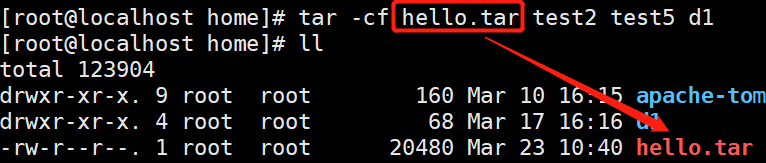 [root@localhost home]# tar -cf hello.tar test2 test5 d1
[root@localhost home]# ll
total 123904
drwxr-xr-x. 9 root root 160 Mar 10 16:15 apache-tom
drwxr-xr-x. 4 root root 68 Mar 17 16:16 d1
-rw-r--r--. 1 root root 20480 Mar 23 10:40 hello.tar